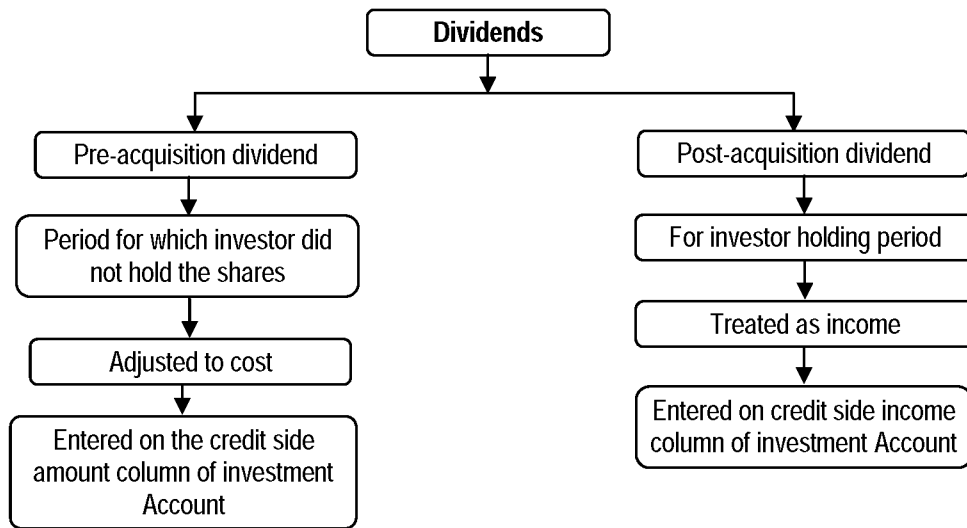 Dividends
Pre-acquisition dividend
Period for which investor did
not hold the shares
Adjusted to cost
Entered on the credit side
amount column of investment
Account
Post-acquisition dividend
For investor holding period
Treated as income
Entered on credit side income
column of investment Account